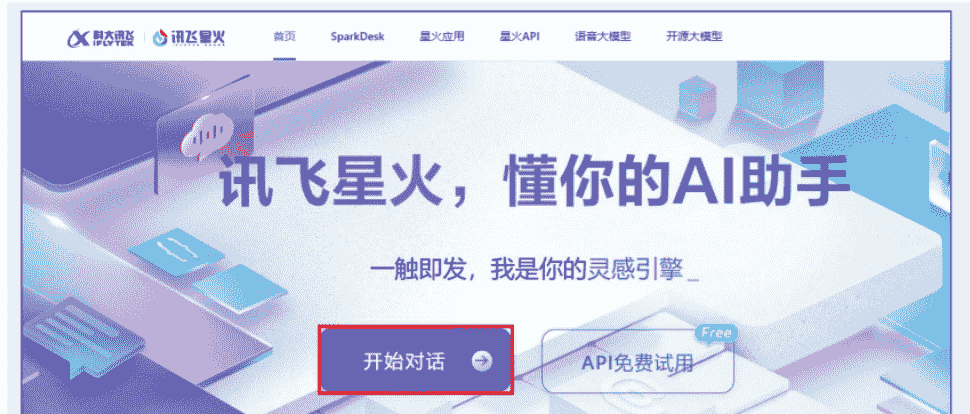 科大讯飞 iFLYTEK 讯飞星火 首页 SparkDesk 星火应用 星火API 语音大模型 开源大模型
讯飞星火，懂你的AI助手
一触即发，我是你的灵感引擎_
Free
开始对话 API免费试用